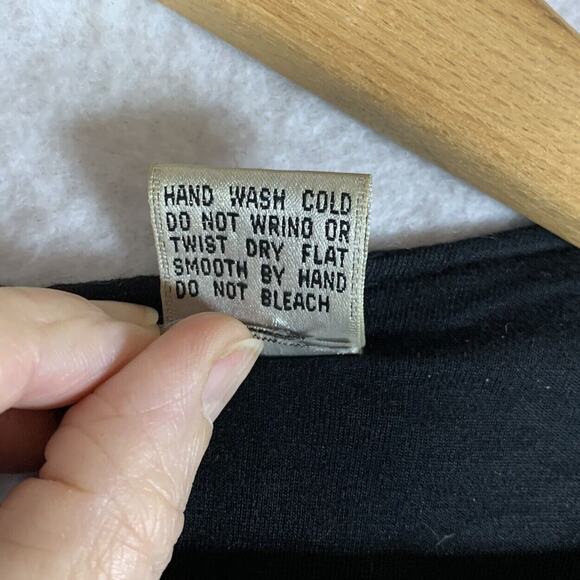 HAND WASH COLD
DO NOT WRING OR
TWIST DRY FLAT
SMOOTH BY HAND
DO NOT BLEACH